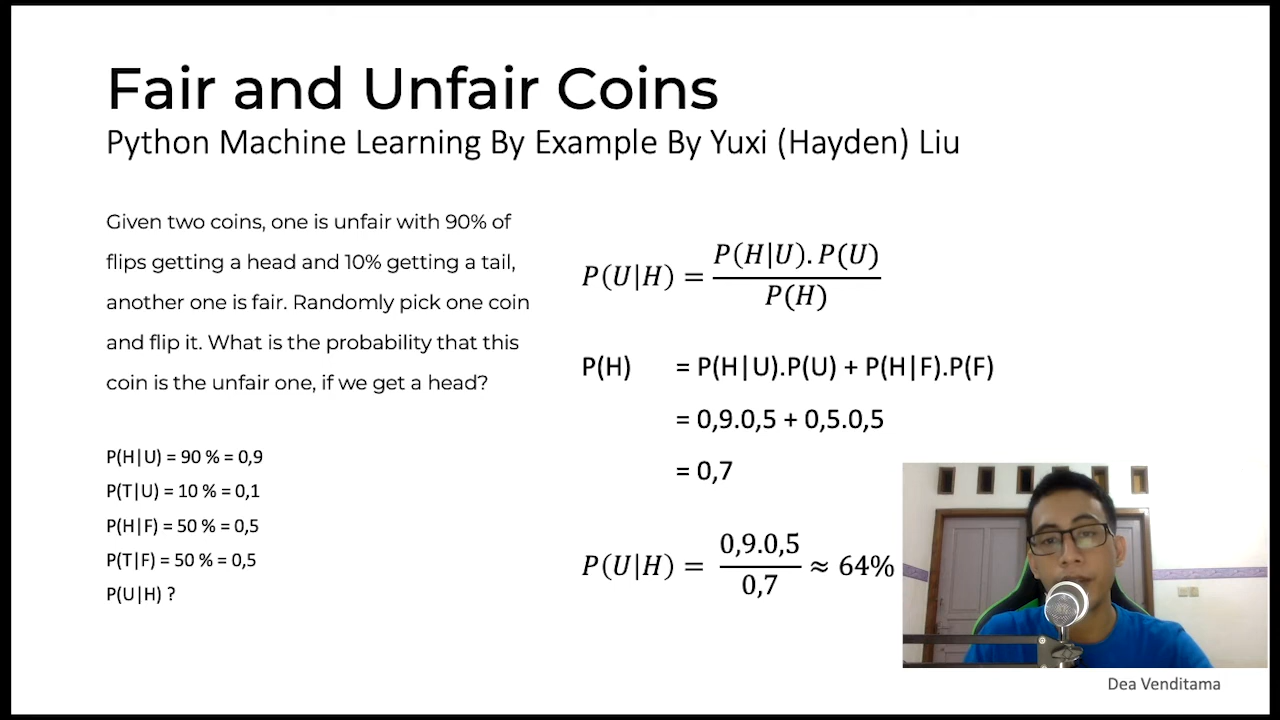 Fair and Unfair Coins
Python Machine Learning By Example By Yuxi (Hayden) Liu
Given two coins, one is unfair with 90% of
flips getting a head and 10% getting a tail,
another one is fair. Randomly pick one coin
and flip it. What is the probability that this
coin is the unfair one, if we get a head?
P(H|U) = 90 % = 0,9
P(T|U) = 10 % = 0,1
P(H|F) = 50 % = 0,5
P(T|F) = 50 % = 0,5
P(U|H) ?
P(U|H) = P(H|U). P(U) / P(H)
P(H) = P(H|U).P(U) + P(H|F).P(F)
= 0,9.0,5 + 0,5.0,5
= 0,7
P(U|H) = 0,9.0,5 / 0,7 ≈ 64%
Dea Venditama